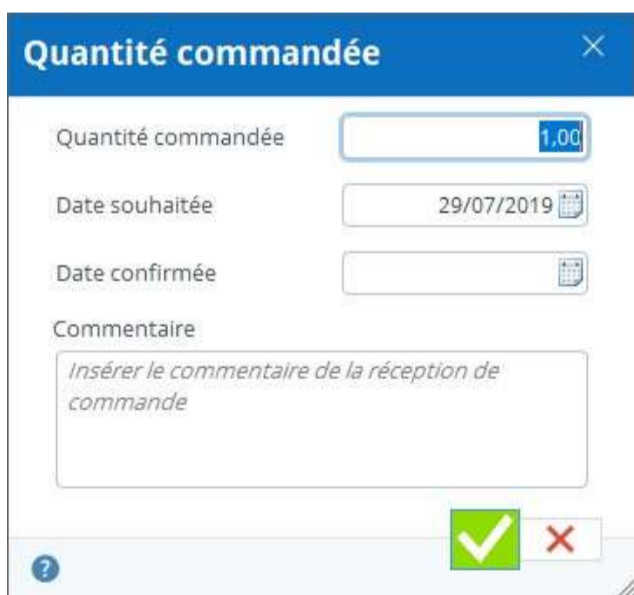 Quantité commandée
Quantité commandée 1,00
Date souhaitée 29/07/2019
Date confirmée
Commentaire
Insérer le commentaire de la réception de
commande
?